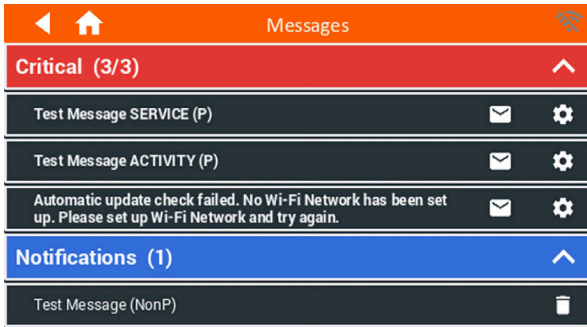 Messages
Critical (3/3)
Test Message SERVICE (P)
Test Message ACTIVITY (P)
Automatic update check failed. No Wi-Fi Network has been set
up. Please set up Wi-Fi Network and try again.
Notifications (1)
Test Message (NonP)